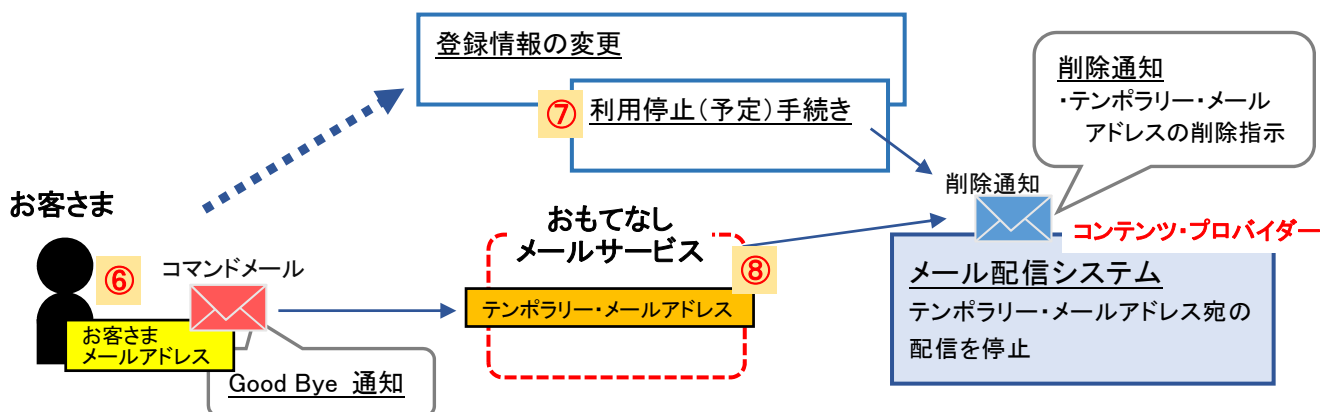 登録情報の変更
⑦
利用停止(予定)手続き
削除通知
・テンポラリー・メール
アドレスの削除指示
削除通知
お客さま
おもてなし
メールサービス
コンテンツ・プロバイダー
⑥
コマンドメール
⑧
メール配信システム
テンポラリー・メールアドレス宛の
配信を停止
テンポラリー・メールアドレス
お客さま
メールアドレス
Good Bye 通知